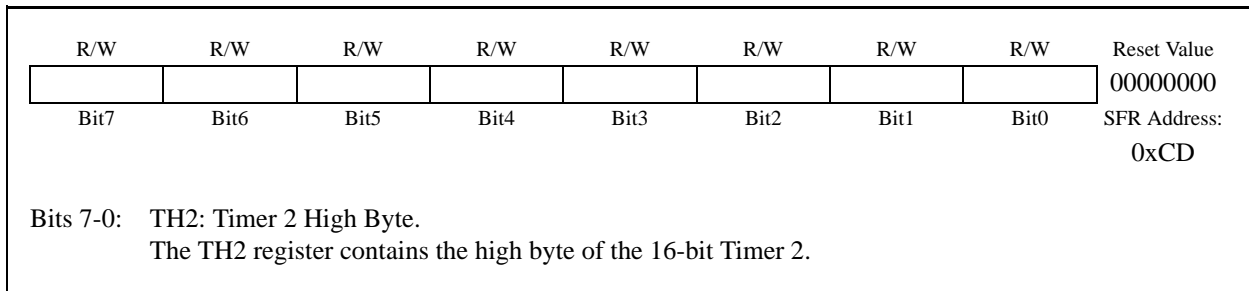 R/W R/W R/W R/W R/W R/W R/W R/W Reset Value
00000000
Bit7 Bit6 Bit5 Bit4 Bit3 Bit2 Bit1 Bit0 SFR Address:
0xCD
Bits 7-0: TH2: Timer 2 High Byte.
The TH2 register contains the high byte of the 16-bit Timer 2.